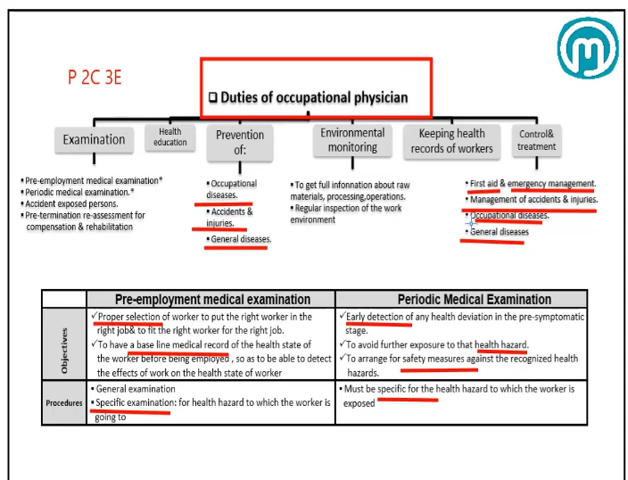 P 2C 3E
❑ Duties of occupational physician
Examination
Health
education
Prevention
of:
Environmental
monitoring
Keeping health
records of workers
Control&
treatment
▪ Pre-employment medical examination*
▪ Periodic medical examination.*
▪ Accident exposed persons.
▪ Pre-termination re-assessment for
compensation & rehabilitation
▪ Occupational
diseases.
▪ Accidents &
injuries.
▪ General diseases.
▪ To get full infonnation about raw
materials, processing,operations.
▪ Regular inspection of the work
environment
▪ First aid & emergency management.
▪ Management of accidents & injuries.
▪ Occupational diseases.
▪ General diseases
Pre-employment medical examination
Periodic Medical Examination
Objectives
✓Proper selection of worker to put the right worker in the
right job& to fit the right worker for the right job.
✓To have a base line medical record of the health state of
the worker before being employed , so as to be able to detect
the effects of work on the health state of worker
✓Early detection of any health deviation in the pre-symptomatic
stage.
✓To avoid further exposure to that health hazard.
✓To arrange for safety measures against the recognized health
hazards.
Procedures
▪ General examination
▪ Specific examination: for health hazard to which the worker is
going to
▪ Must be specific for the health hazard to which the worker is
exposed